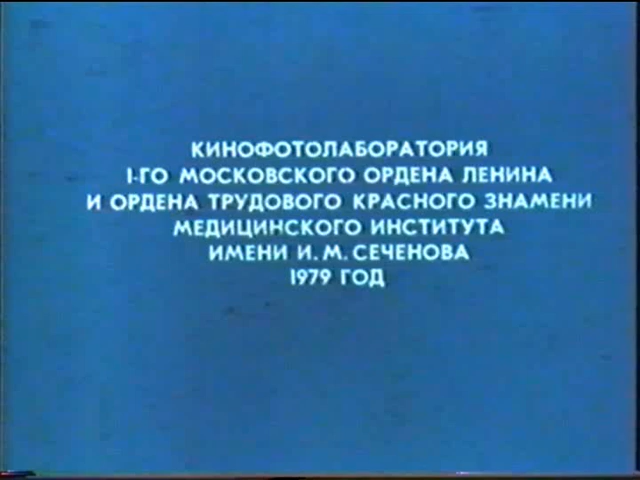 КИНОФОТОЛАБОРАТОРИЯ
I-ГО МОСКОВСКОГО ОРДЕНА ЛЕНИНА
И ОРДЕНА ТРУДОВОГО КРАСНОГО ЗНАМЕНИ
МЕДИЦИНСКОГО ИНСТИТУТА
ИМЕНИ И. М. СЕЧЕНОВА
1979 ГОД